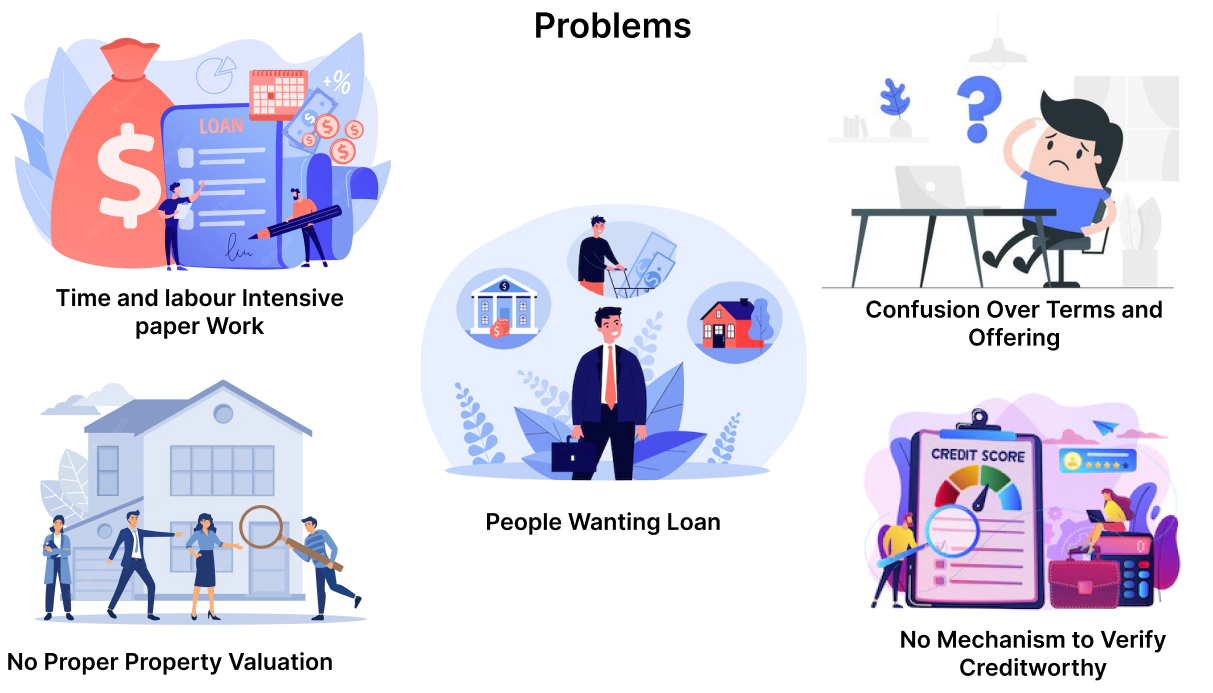 Problems
+%
LOAN
Time and labour Intensive
paper Work
?
Confusion Over Terms and
Offering
People Wanting Loan
No Proper Property Valuation
CREDIT SCORE
0
No Mechanism to Verify
Creditworthy